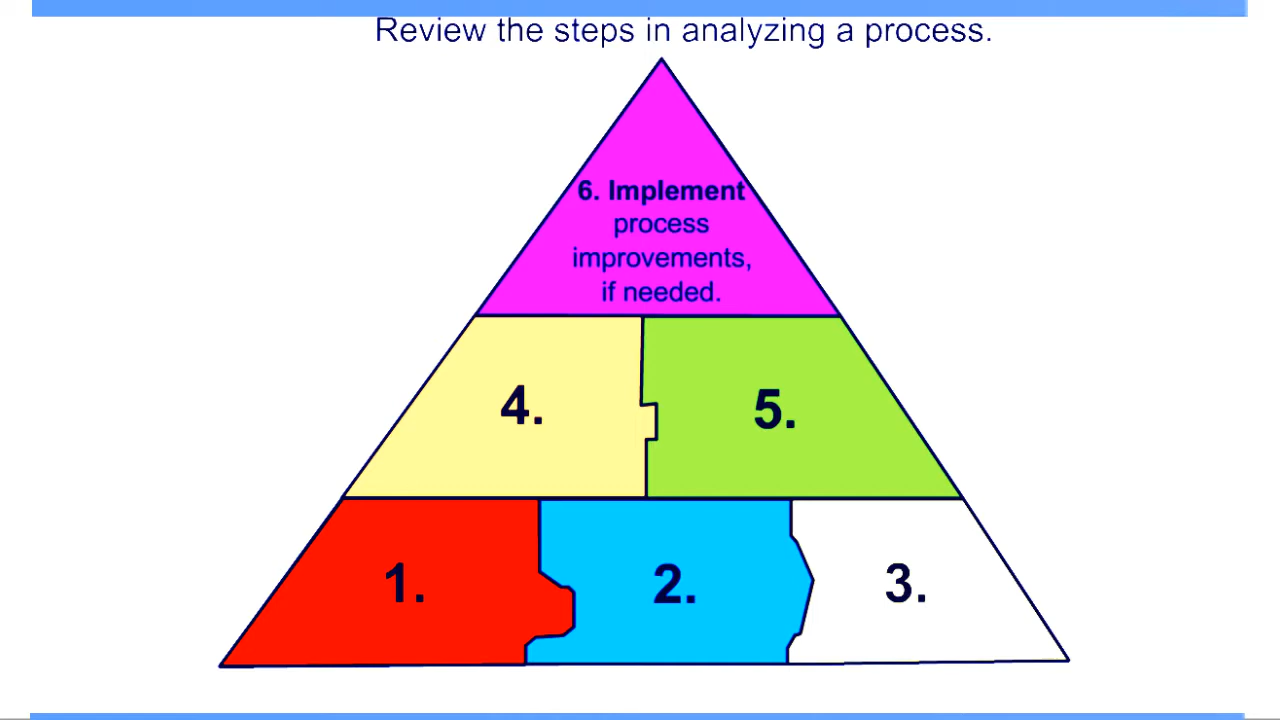 Review the steps in analyzing a process.
6. Implement
process
improvements,
if needed.
4.
5.
1.
2.
3.